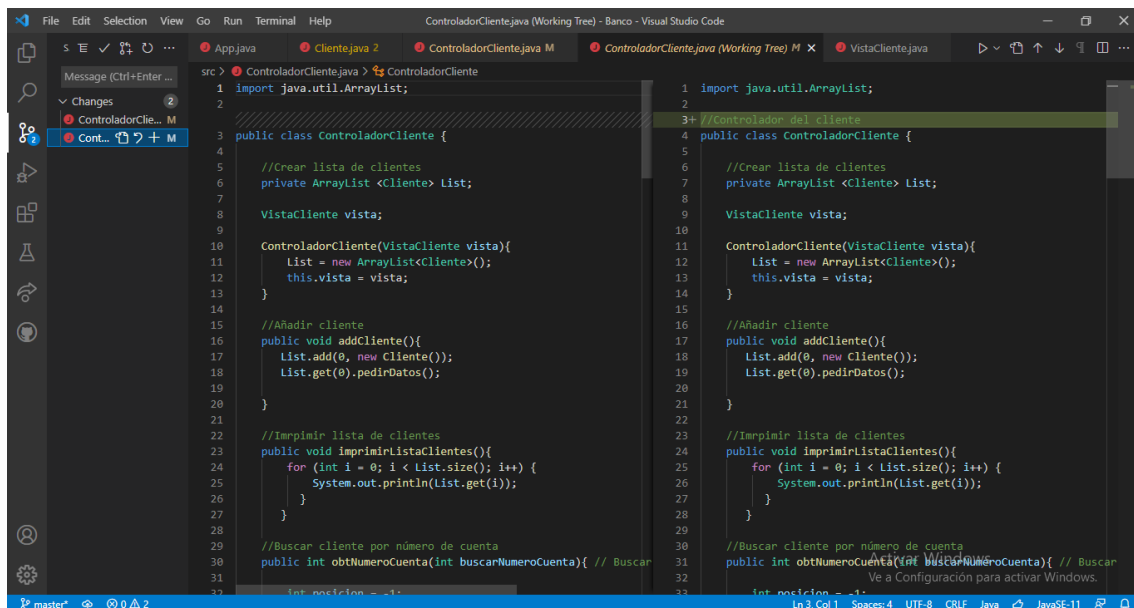 File Edit Selection View Go Run Terminal Help ControladorCliente.java (Working Tree) - Banco - Visual Studio Code
App.java Cliente.java 2 ControladorCliente.java M ControladorCliente.java (Working Tree) M VistaCliente.java
Message (Ctrl+Enter ...
Changes 2
ControladorClie... M
Cont... M
2
src > ControladorCliente.java > ControladorCliente
1 import java.util.ArrayList;
2
3 public class ControladorCliente {
4
5 //Crear lista de clientes
6 private ArrayList <Cliente> List;
7
8 VistaCliente vista;
9
10 ControladorCliente(VistaCliente vista){
11 List = new ArrayList<Cliente>();
12 this.vista = vista;
13 }
14
15 //Añadir cliente
16 public void addCliente(){
17 List.add(0, new Cliente());
18 List.get(0).pedirDatos();
19
20 }
21
22 //Imrpimir lista de clientes
23 public void imprimirListaClientes(){
24 for (int i = 0; i < List.size(); i++) {
25 System.out.println(List.get(i));
26 }
27 }
28
29 //Buscar cliente por número de cuenta
30 public int obtNumeroCuenta(int buscarNumeroCuenta){ // Buscar
31
32 int posicion = -1;
1 import java.util.ArrayList;
2
3+ //Controlador del cliente
4 public class ControladorCliente {
5
6 //Crear lista de clientes
7 private ArrayList <Cliente> List;
8
9 VistaCliente vista;
10
11 ControladorCliente(VistaCliente vista){
12 List = new ArrayList<Cliente>();
13 this.vista = vista;
14 }
15
16 //Añadir cliente
17 public void addCliente(){
18 List.add(0, new Cliente());
19 List.get(0).pedirDatos();
20
21 }
22
23 //Imrpimir lista de clientes
24 public void imprimirListaClientes(){
25 for (int i = 0; i < List.size(); i++) {
26 System.out.println(List.get(i));
27 }
28 }
29
30 //Buscar cliente por número de cuenta
31 public int obtNumeroCuenta(int buscarNumeroCuenta){ // Buscar
32
33 int posicion = -1;
Activar Windows
Ve a Configuración para activar Windows.
master* 0 2 Ln 3, Col 1 Spaces: 4 UTF-8 CRLF Java JavaSE-11